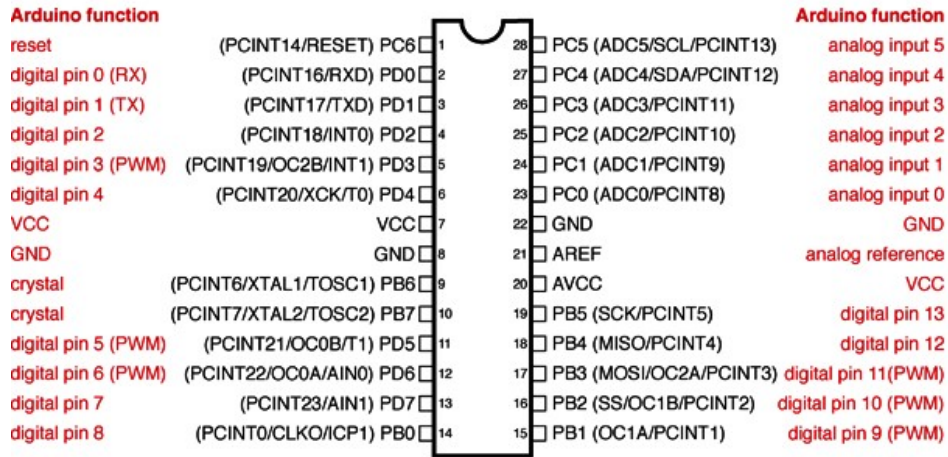 Arduino function Arduino function
reset (PCINT14/RESET) PC6 1 28 PC5 (ADC5/SCL/PCINT13) analog input 5
digital pin 0 (RX) (PCINT16/RXD) PD0 2 27 PC4 (ADC4/SDA/PCINT12) analog input 4
digital pin 1 (TX) (PCINT17/TXD) PD1 3 26 PC3 (ADC3/PCINT11) analog input 3
digital pin 2 (PCINT18/INT0) PD2 4 25 PC2 (ADC2/PCINT10) analog input 2
digital pin 3 (PWM) (PCINT19/OC2B/INT1) PD3 5 24 PC1 (ADC1/PCINT9) analog input 1
digital pin 4 (PCINT20/XCK/T0) PD4 6 23 PC0 (ADC0/PCINT8) analog input 0
VCC VCC 7 22 GND GND
GND GND 8 21 AREF analog reference
crystal (PCINT6/XTAL1/TOSC1) PB6 9 20 AVCC VCC
crystal (PCINT7/XTAL2/TOSC2) PB7 10 19 PB5 (SCK/PCINT5) digital pin 13
digital pin 5 (PWM) (PCINT21/OC0B/T1) PD5 11 18 PB4 (MISO/PCINT4) digital pin 12
digital pin 6 (PWM) (PCINT22/OC0A/AIN0) PD6 12 17 PB3 (MOSI/OC2A/PCINT3) digital pin 11(PWM)
digital pin 7 (PCINT23/AIN1) PD7 13 16 PB2 (SS/OC1B/PCINT2) digital pin 10 (PWM)
digital pin 8 (PCINT0/CLKO/ICP1) PB0 14 15 PB1 (OC1A/PCINT1) digital pin 9 (PWM)